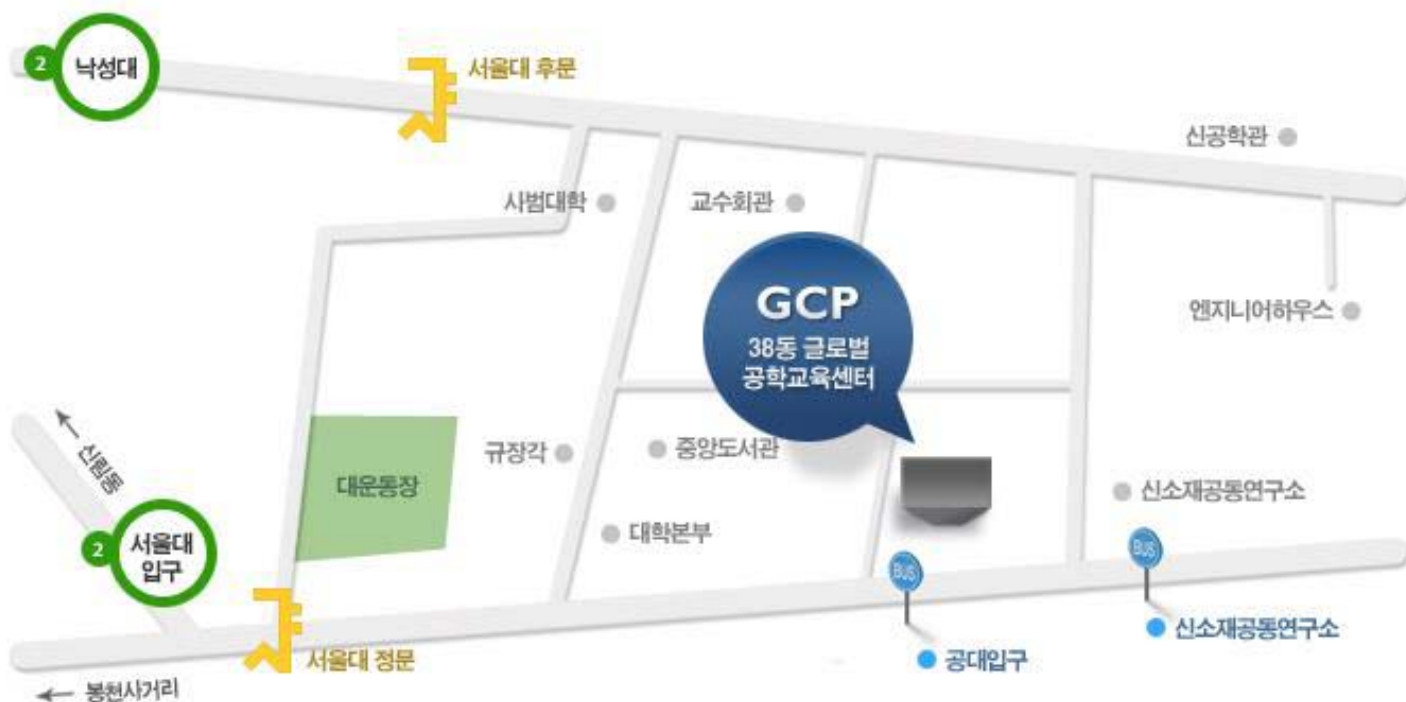 2
낙성대
서울대 후문
신공학관
사범대학
교수회관
GCP
38동 글로벌
공학교육센터
엔지니어하우스
신림동
규장각
중앙도서관
대운동장
신소재공동연구소
대학본부
2
서울대
입구
BUS
BUS
서울대 정문
공대입구
신소재공동연구소
← 봉천사거리